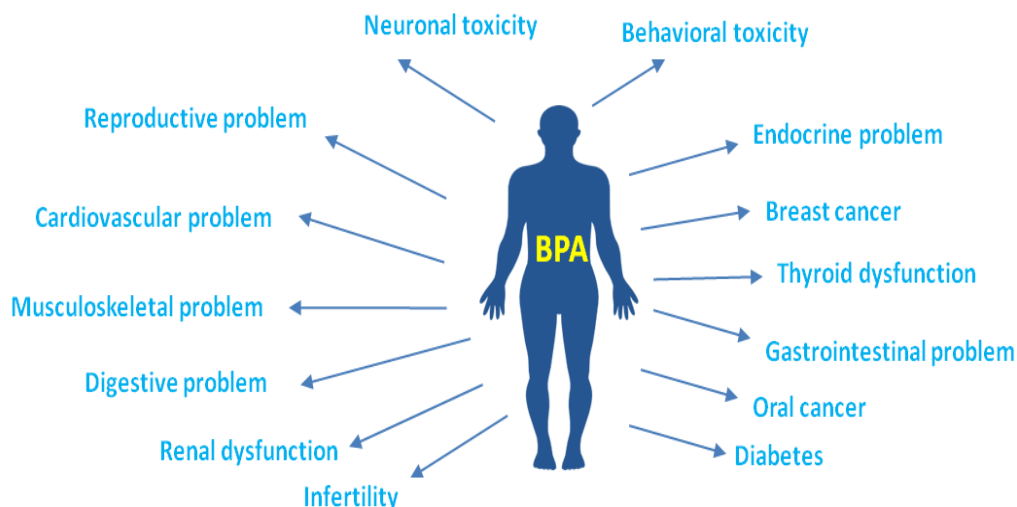 Neuronal toxicity
Behavioral toxicity
Reproductive problem
Endocrine problem
Cardiovascular problem
Breast cancer
BPA
Thyroid dysfunction
Musculoskeletal problem
Gastrointestinal problem
Digestive problem
Oral cancer
Renal dysfunction
Diabetes
Infertility